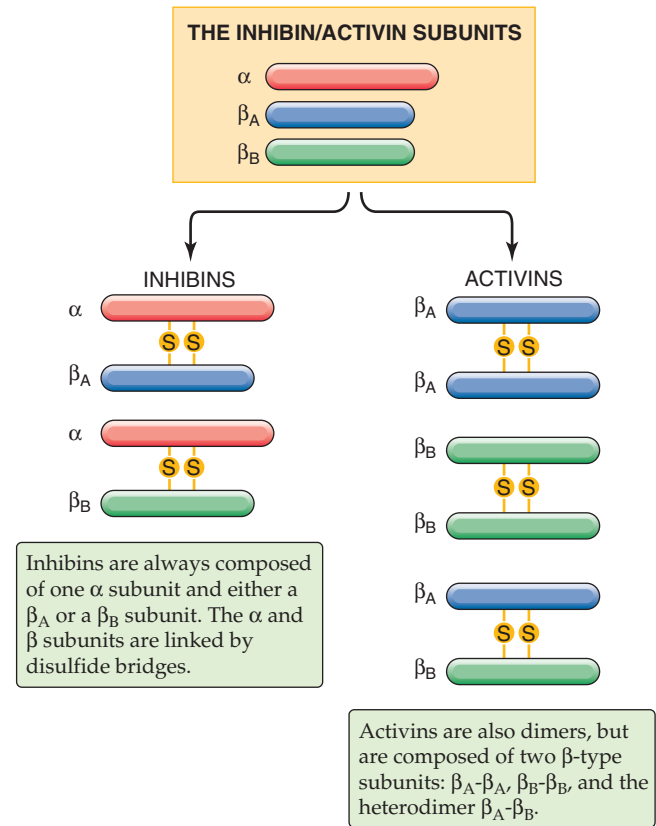 THE INHIBIN/ACTIVIN SUBUNITS
α
βA
βB
INHIBINS
α
S S
βA
α
S S
βB
Inhibins are always composed
of one α subunit and either a
βA or a βB subunit. The α and
β subunits are linked by
disulfide bridges.
ACTIVINS
βA
S S
βA
βB
S S
βB
βA
S S
βB
Activins are also dimers, but
are composed of two β-type
subunits: βA-βA, βB-βB, and the
heterodimer βA-βB.